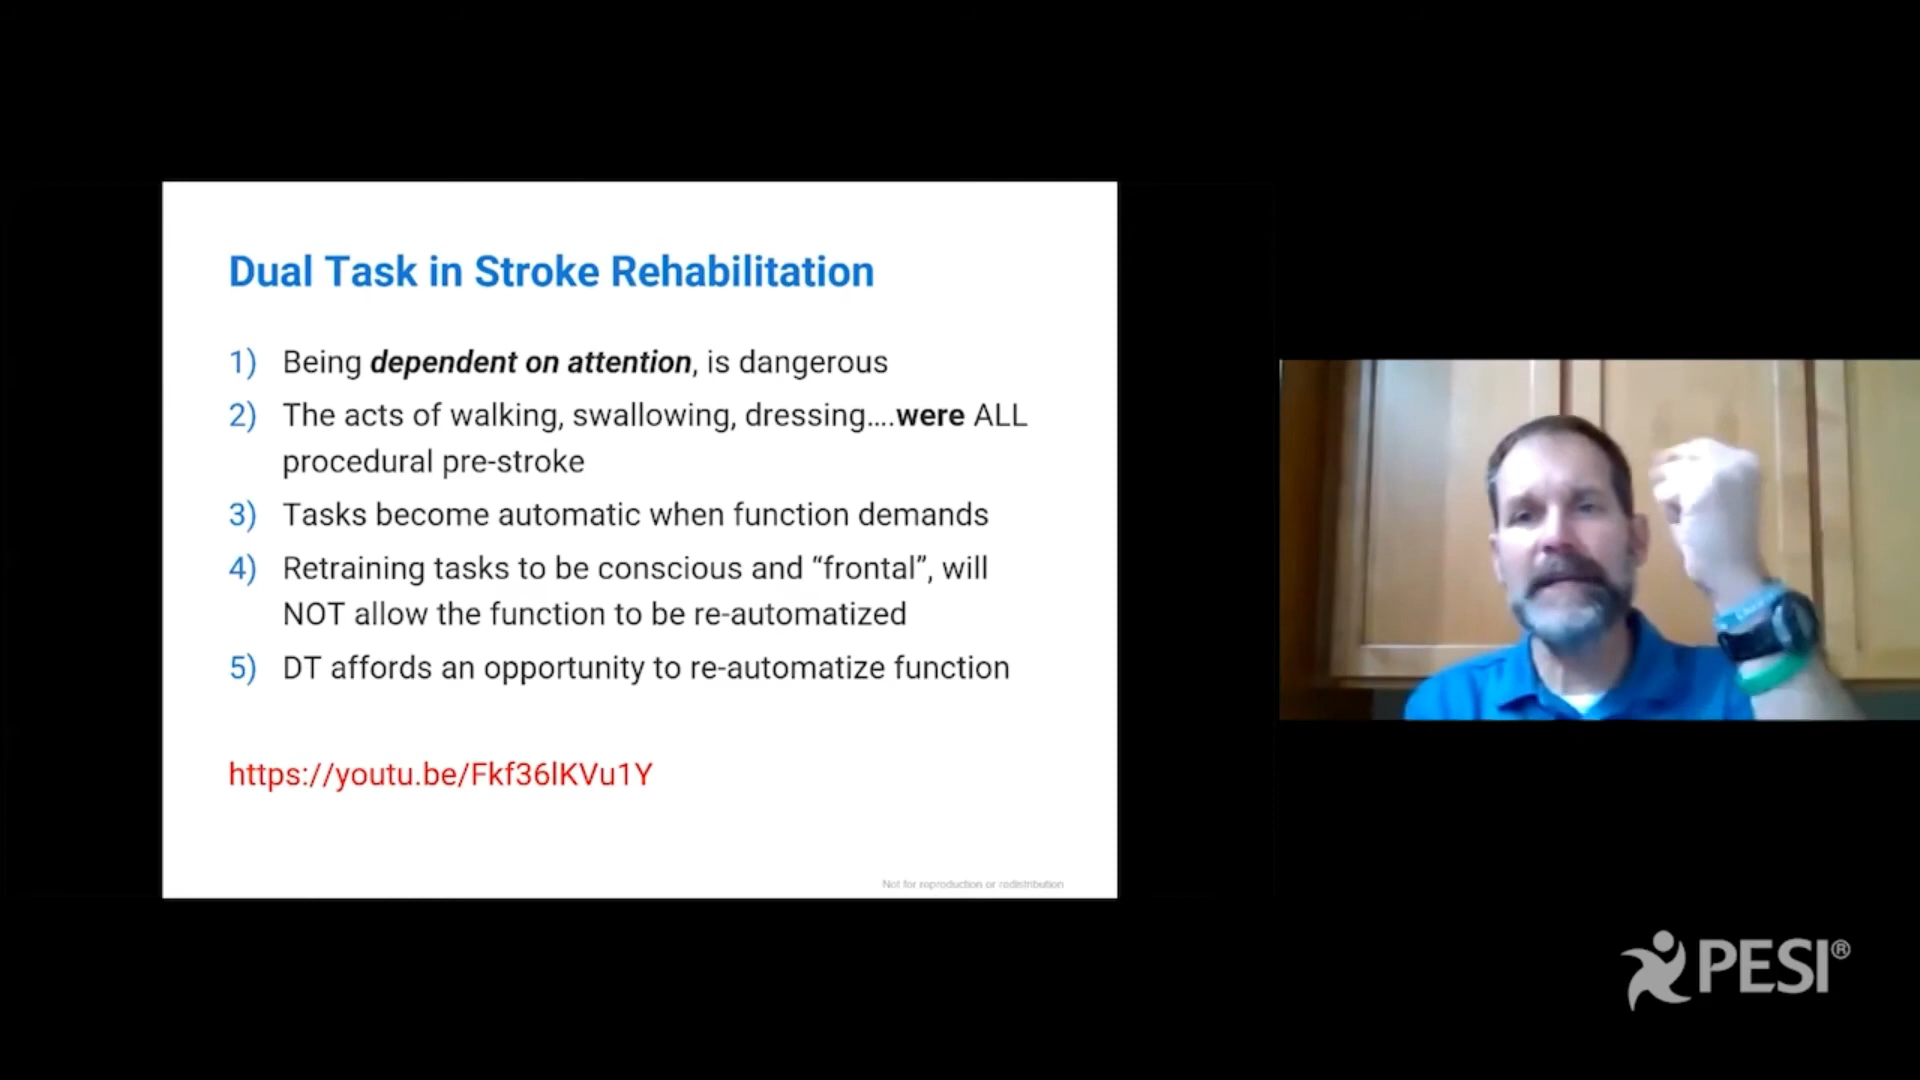 Dual Task in Stroke Rehabilitation
1) Being dependent on attention, is dangerous
2) The acts of walking, swallowing, dressing....were ALL
procedural pre-stroke
3) Tasks become automatic when function demands
4) Retraining tasks to be conscious and “frontal”, will
NOT allow the function to be re-automatized
5) DT affords an opportunity to re-automatize function
https://youtu.be/Fkf36lKVu1Y
Not for reproduction or redistribution
PESI®